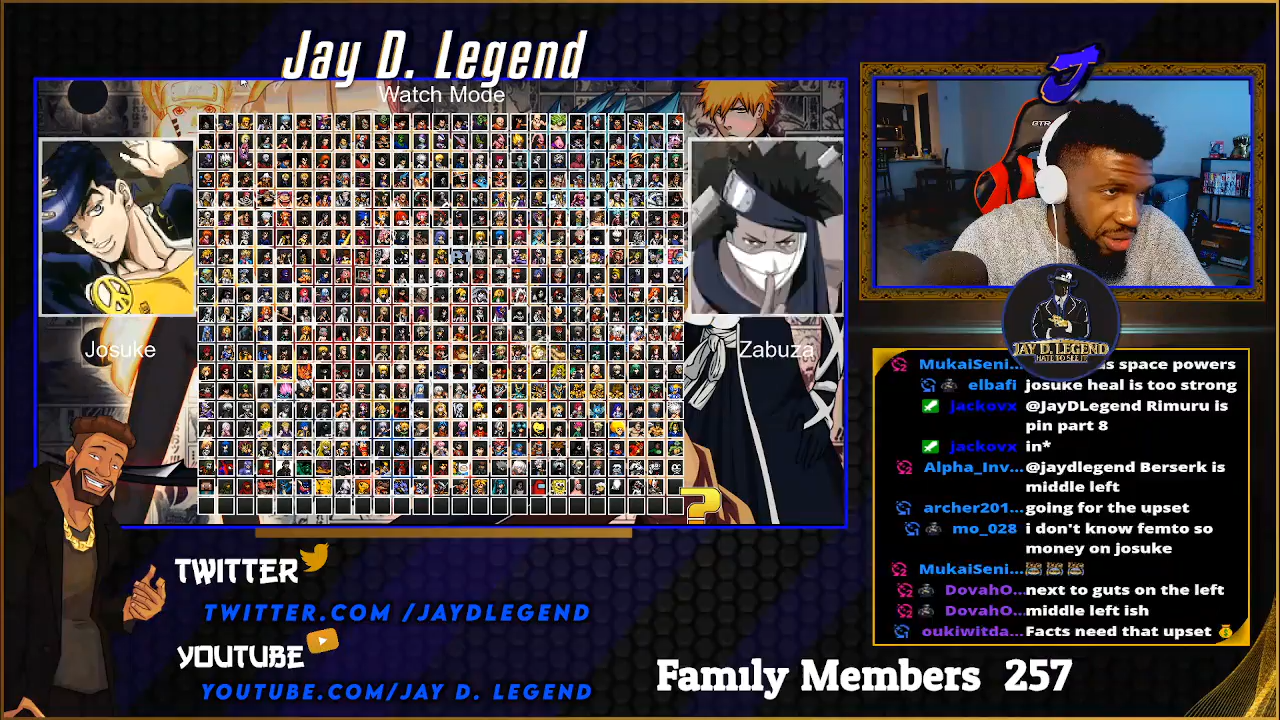 Jay D. Legend
Watch Mode
Josuke
Zabuza
GTR
JAY D. LEGEND
MukaiSeni... space powers
elbafi josuke heal is too strong
jackovx @JayDLegend Rimuru is
pin part 8
jackovx in*
Alpha_Inv... @jaydlegend Berserk is
middle left
archer201... going for the upset
mo_028 i don't know femto so
money on josuke
MukaiSeni...
DovahO... next to guts on the left
DovahO... middle left ish
oukiwitda... Facts need that upset
TWITTER
TWITTER.COM /JAYDLEGEND
YOUTUBE
YOUTUBE.COM/JAY D. LEGEND
Family Members 257